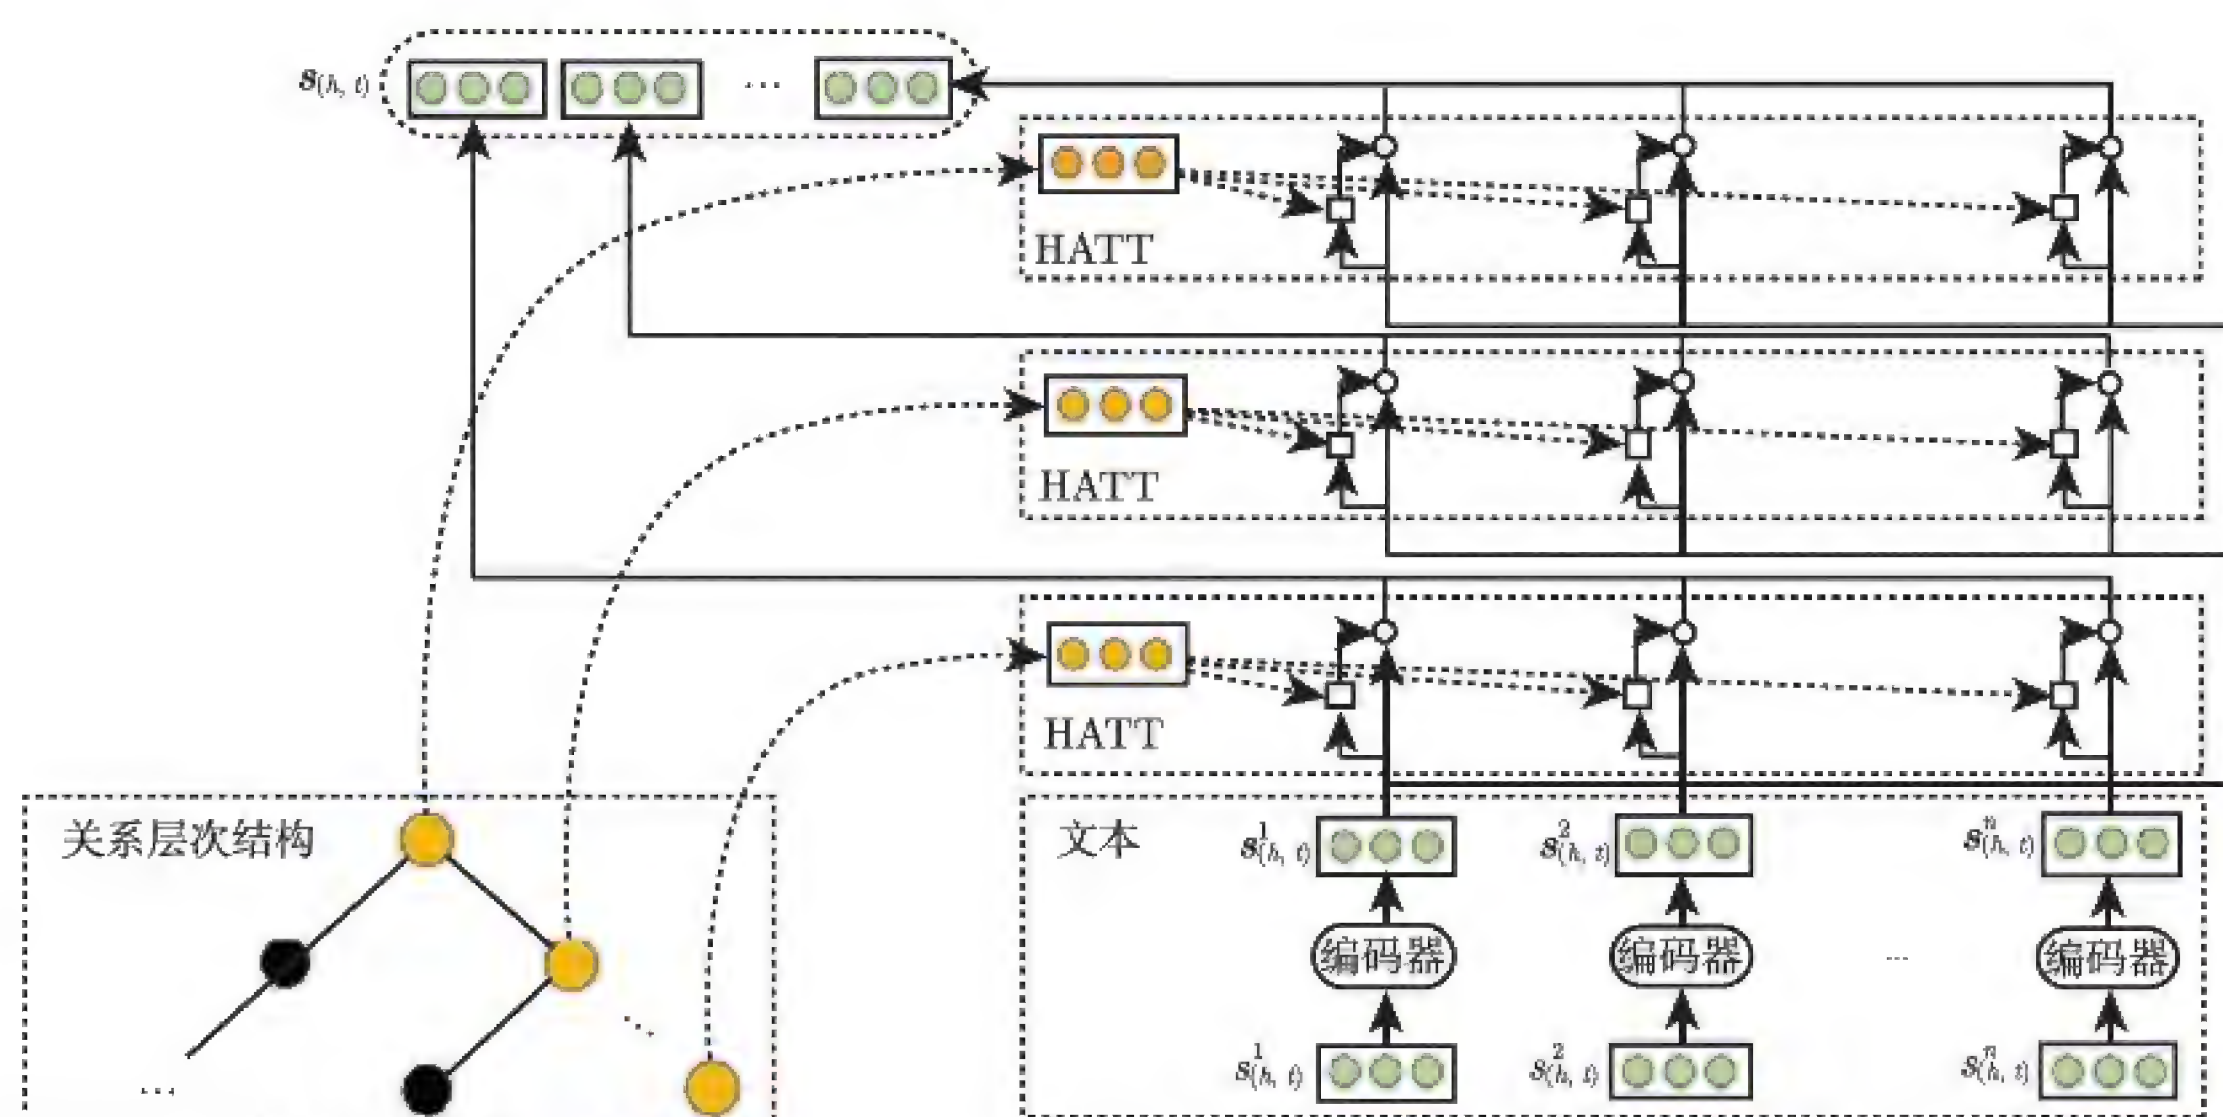 s(h, t) ...
HATT
HATT
HATT
关系层次结构
...
...
文本
s¹(h, t) s²(h, t) sⁿ(h, t)
编码器 编码器 ... 编码器
s¹(h, t) s²(h, t) sⁿ(h, t)